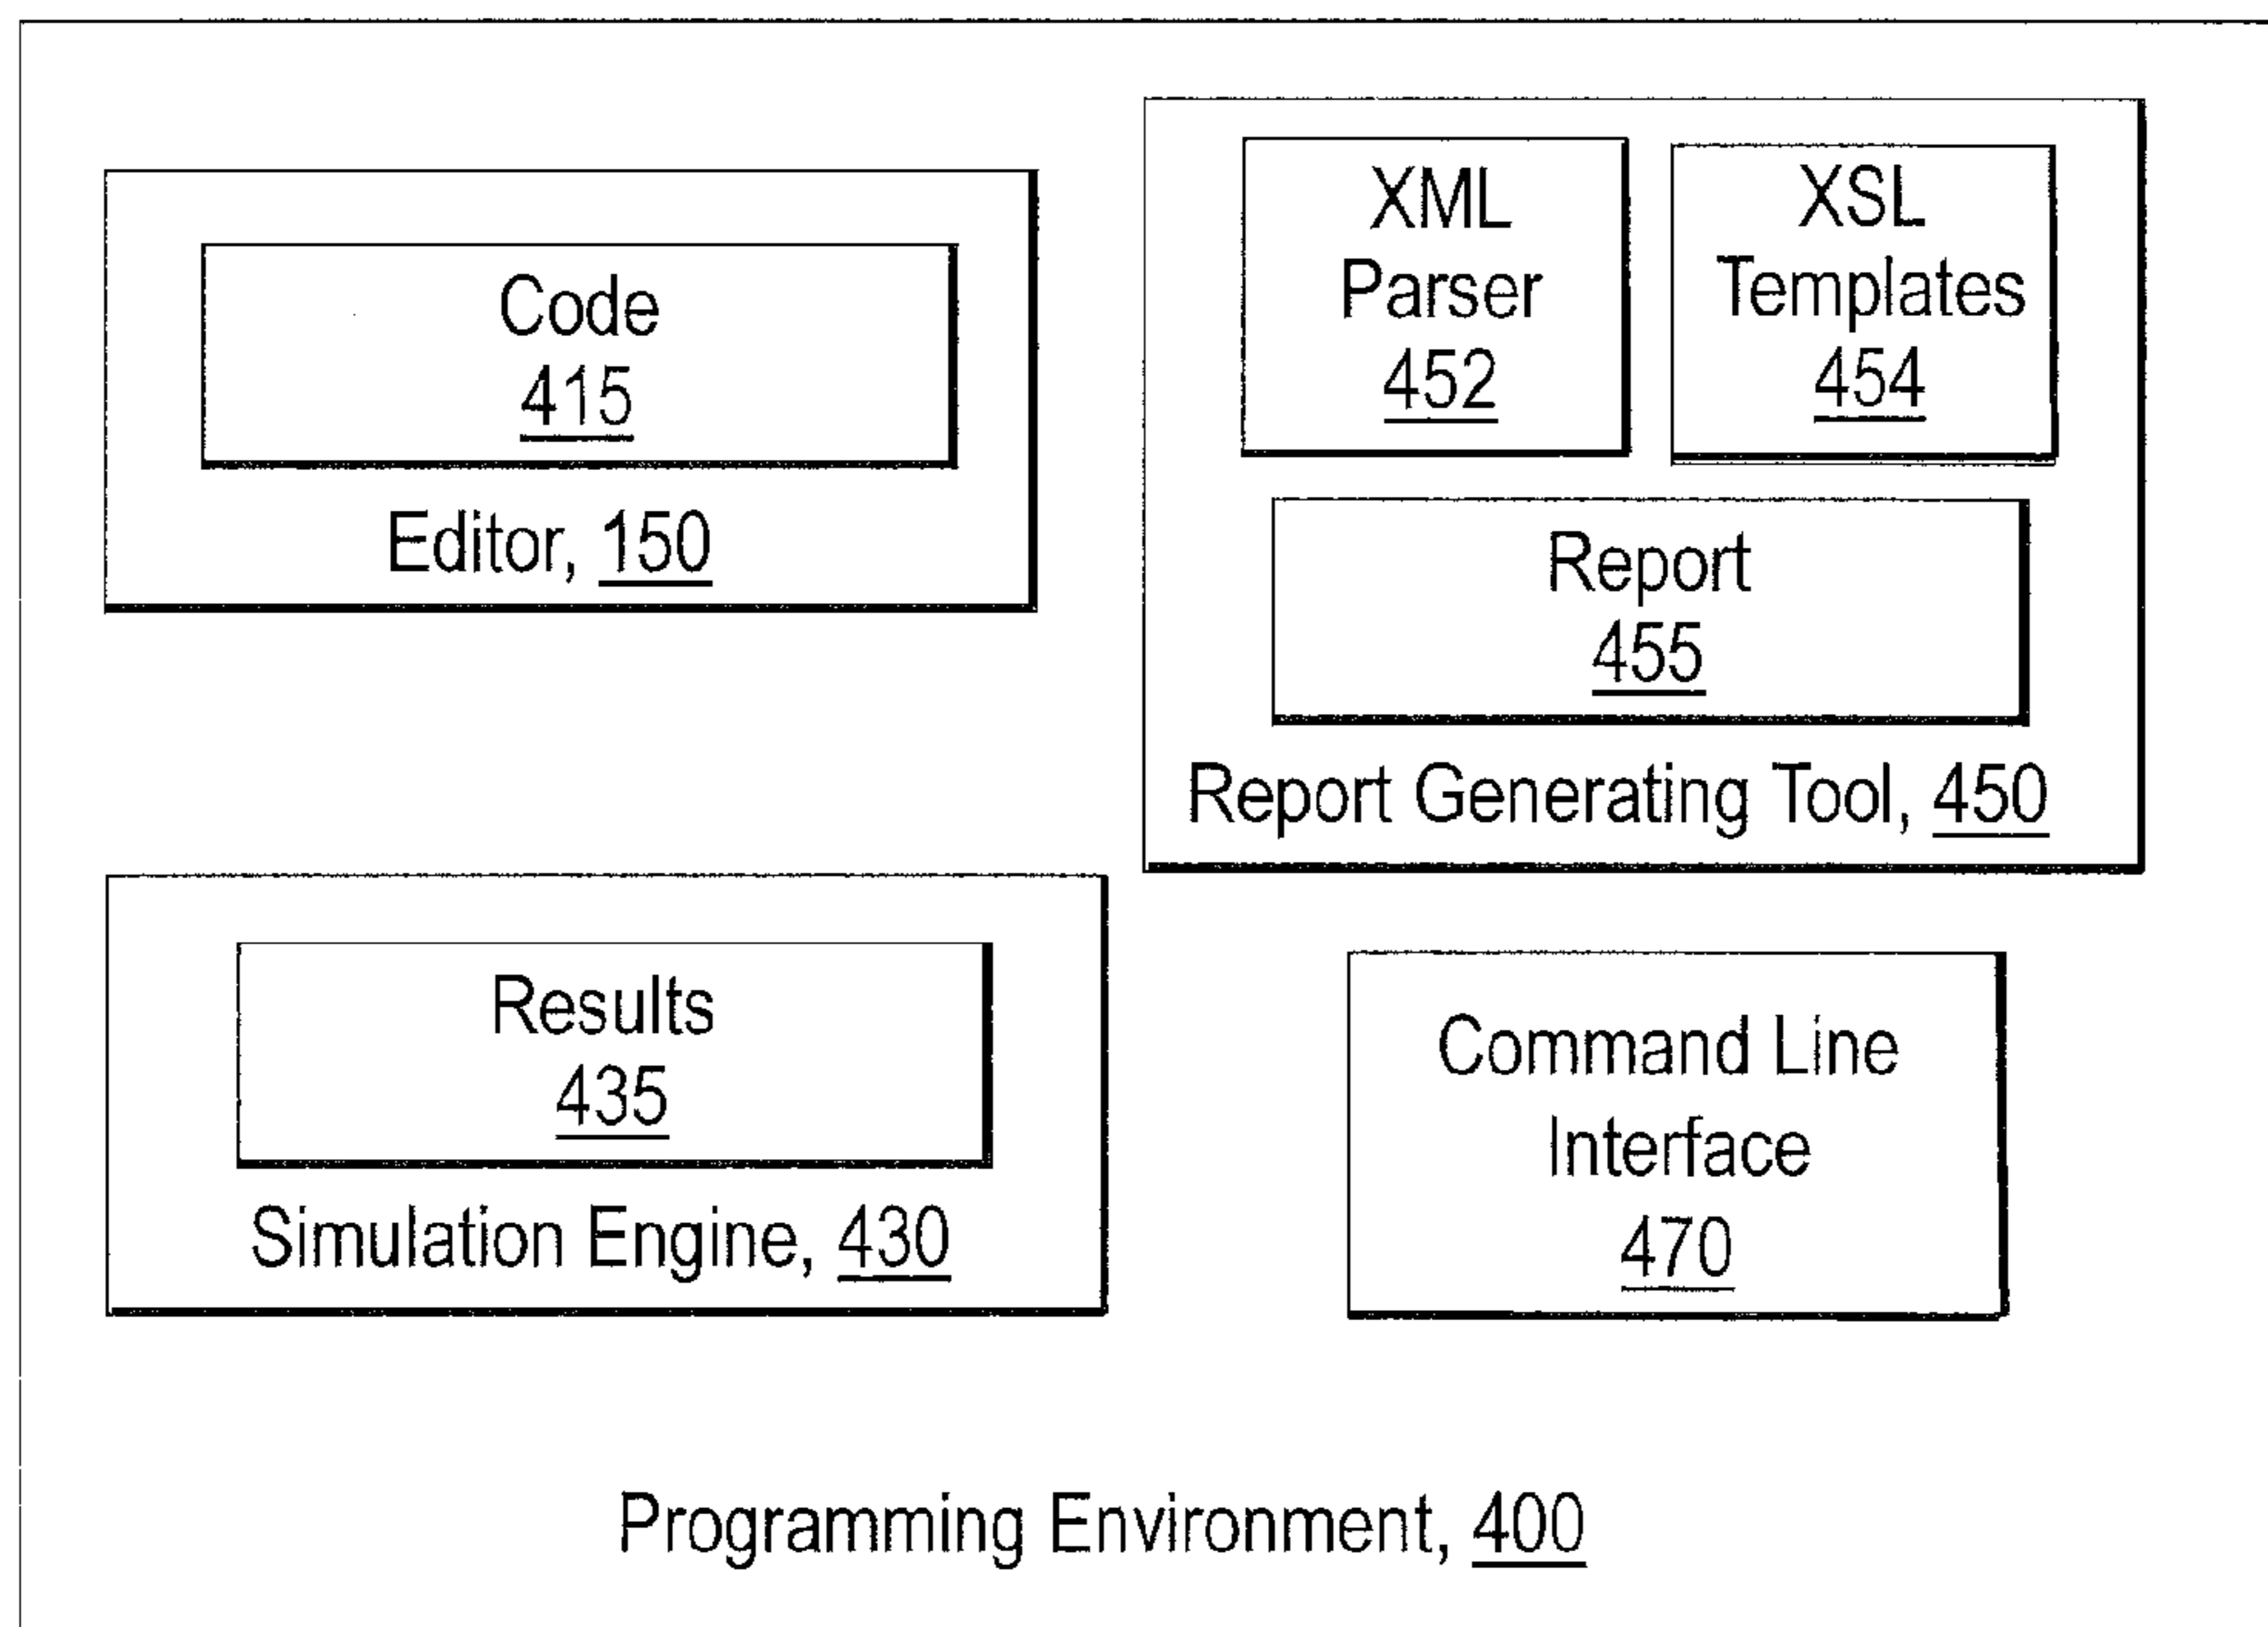 Code
415
Editor, 150
XML
Parser
452
XSL
Templates
454
Report
455
Report Generating Tool, 450
Results
435
Simulation Engine, 430
Command Line
Interface
470
Programming Environment, 400